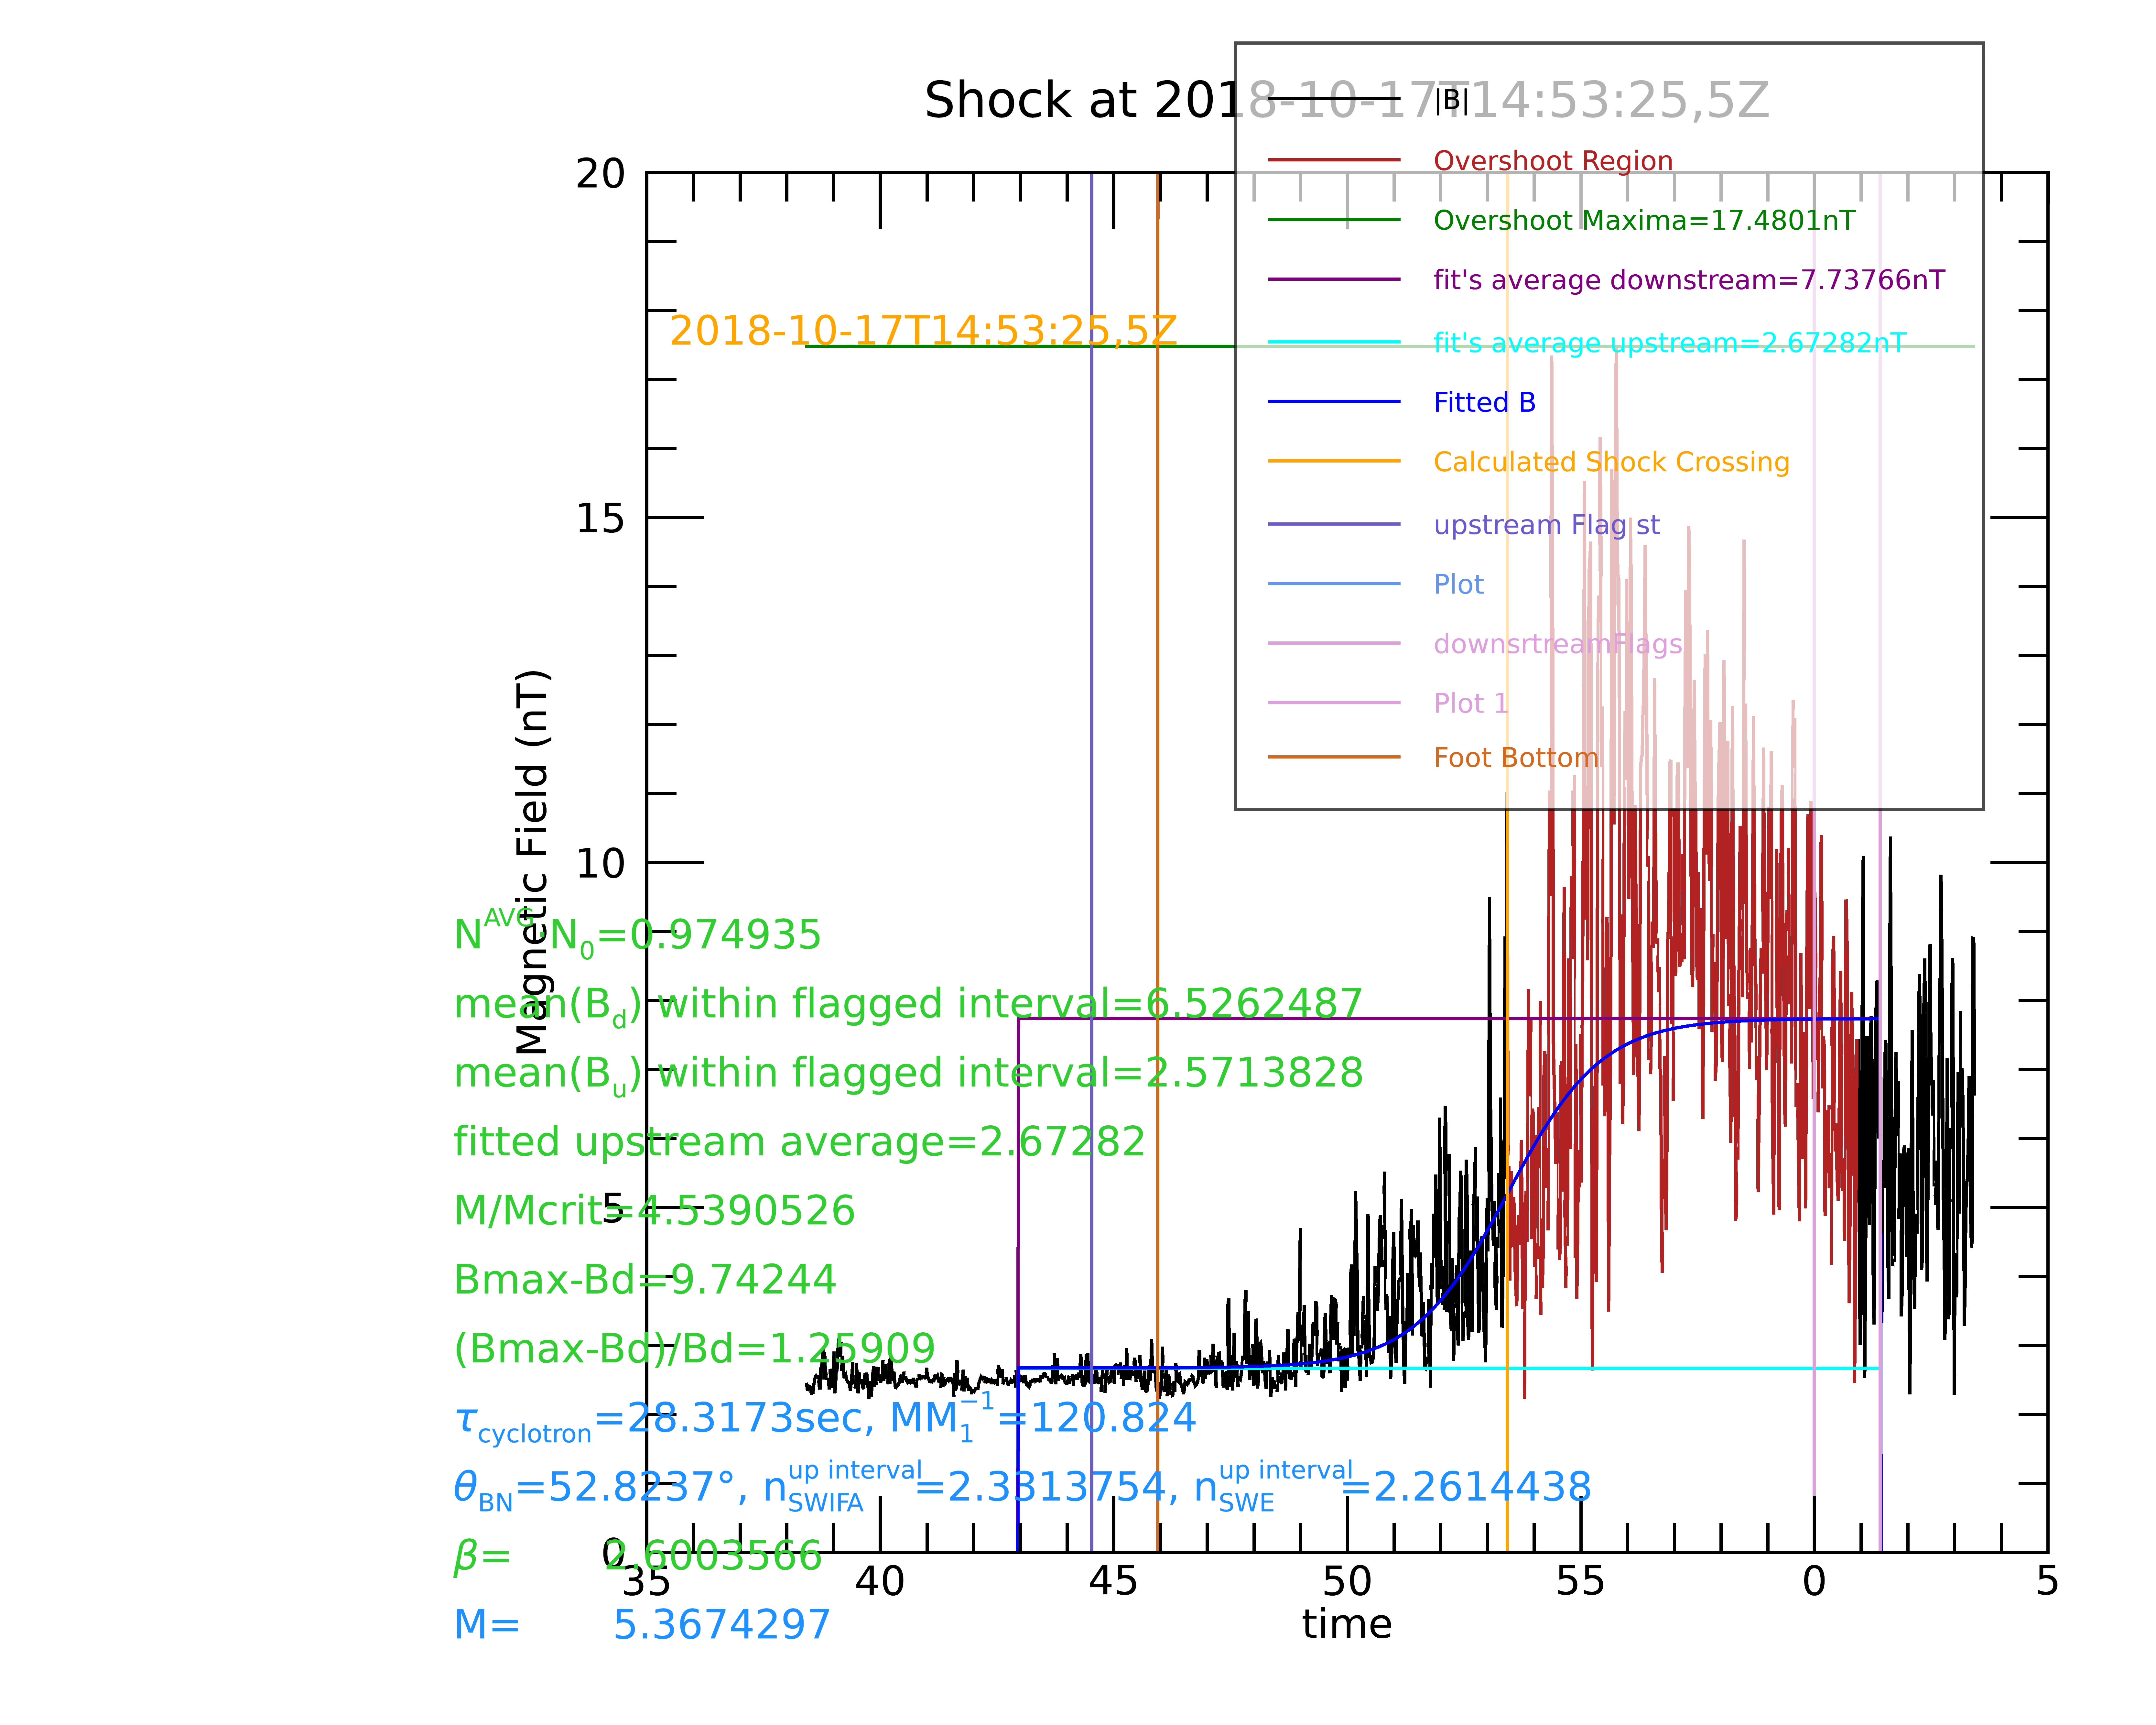 Shock at 2018-10-17T14:53:25,5Z
|B|
Overshoot Region
Overshoot Maxima=17.4801nT
fit's average downstream=7.73766nT
fit's average upstream=2.67282nT
Fitted B
Calculated Shock Crossing
upstream Flag st
Plot
downsrtreamFlags
Plot 1
Foot Bottom
2018-10-17T14:53:25,5Z
20
15
10
5
0
Magnetic Field (nT)
N^AVG·N_0=0.974935
mean(B_d) within flagged interval=6.5262487
mean(B_u) within flagged interval=2.5713828
fitted upstream average=2.67282
M/Mcrit=4.5390526
Bmax-Bd=9.74244
(Bmax-Bd)/Bd=1.25909
τ_cyclotron=28.3173sec, MM_1^−1=120.824
θ_BN=52.8237°, n_SWIFA^up interval=2.3313754, n_SWE^up interval=2.2614438
β= 2.6003566
M= 5.3674297
35 40 45 50 55 0 5
time